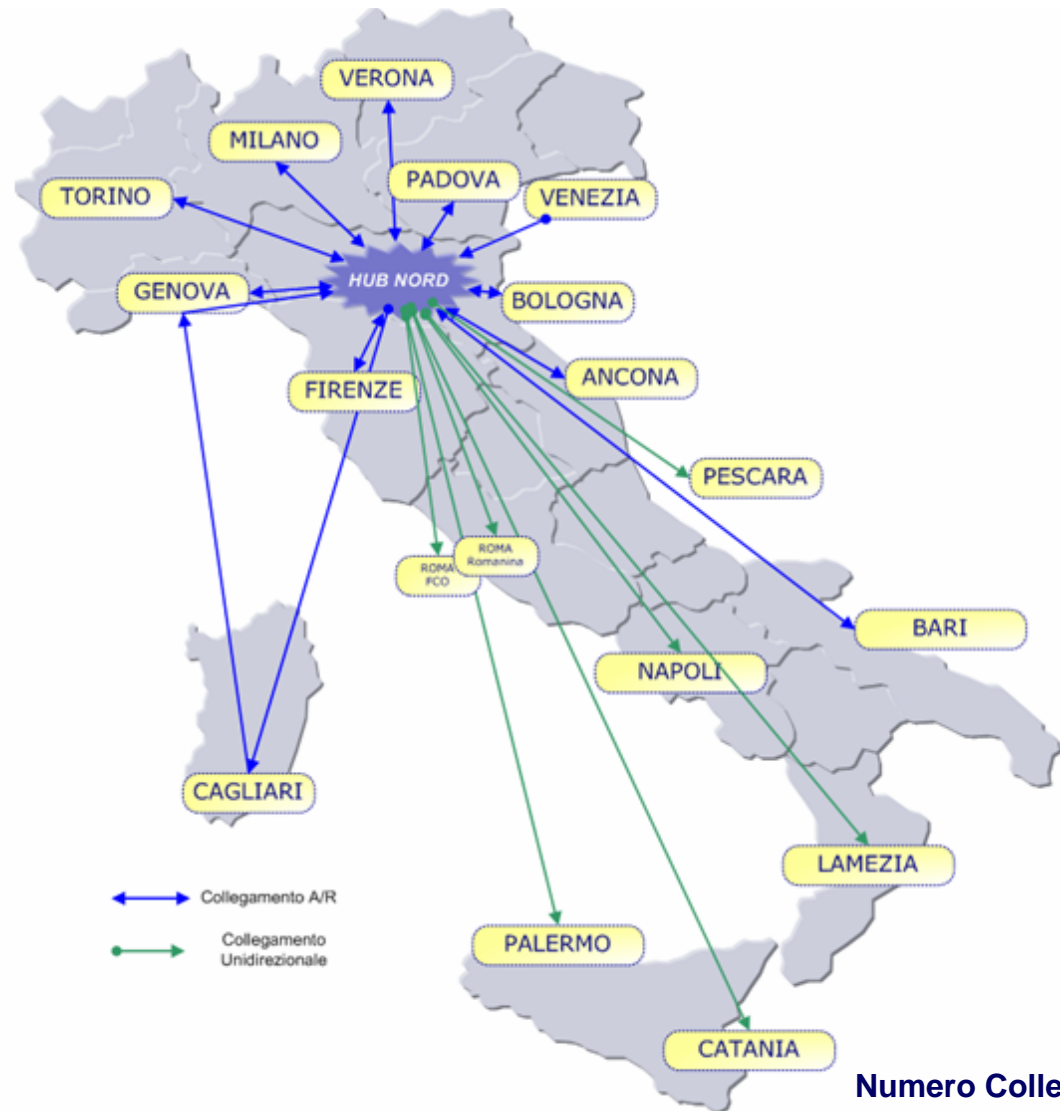 VERONA
MILANO
PADOVA
TORINO
VENEZIA
HUB NORD
GENOVA
BOLOGNA
FIRENZE
ANCONA
PESCARA
ROMA
Romanina
ROMA
FCO
BARI
NAPOLI
CAGLIARI
LAMEZIA
Collegamento A/R
PALERMO
Collegamento
Unidirezionale
CATANIA
Numero Colle